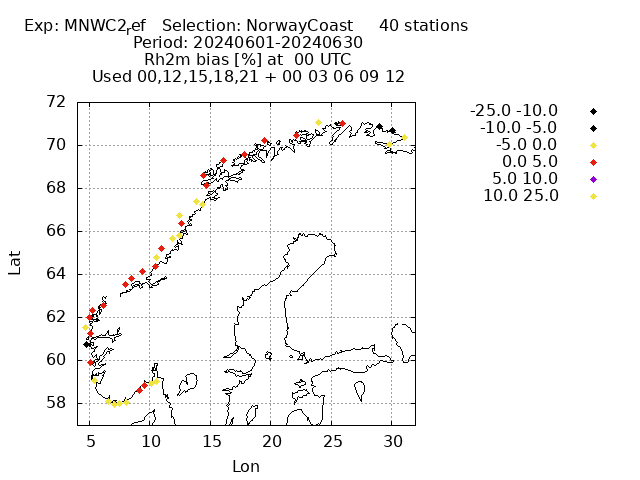 Exp: MNWC2ref Selection: NorwayCoast 40 stations
Period: 20240601-20240630
Rh2m bias [%] at 00 UTC
Used 00,12,15,18,21 + 00 03 06 09 12
-25.0 -10.0
-10.0 -5.0
-5.0 0.0
0.0 5.0
5.0 10.0
10.0 25.0
72
70
68
66
64
62
60
58
Lat
5 10 15 20 25 30
Lon